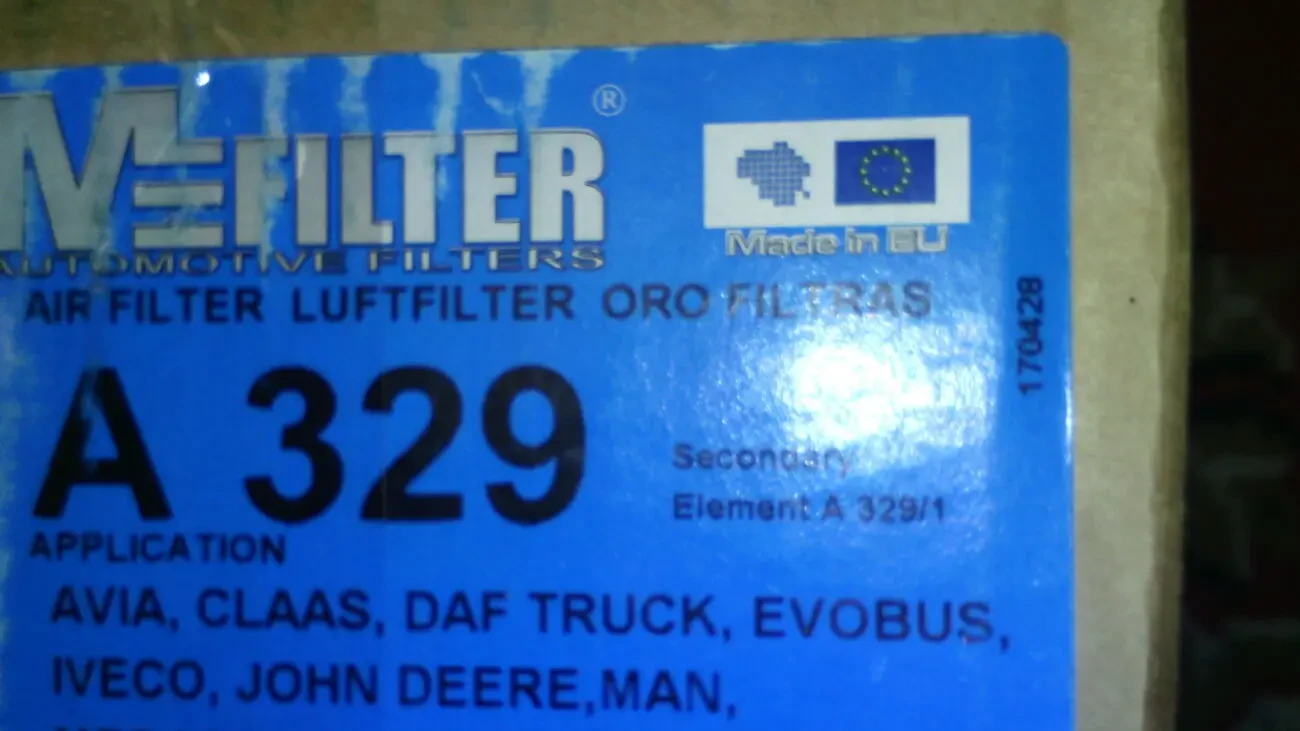 MFILTER®
AUTOMOTIVE FILTERS
Made in EU
AIR FILTER LUFTFILTER ORO FILTRAS
170428
A 329
Secondary
Element A 329/1
APPLICATION
AVIA, CLAAS, DAF TRUCK, EVOBUS,
IVECO, JOHN DEERE,MAN,